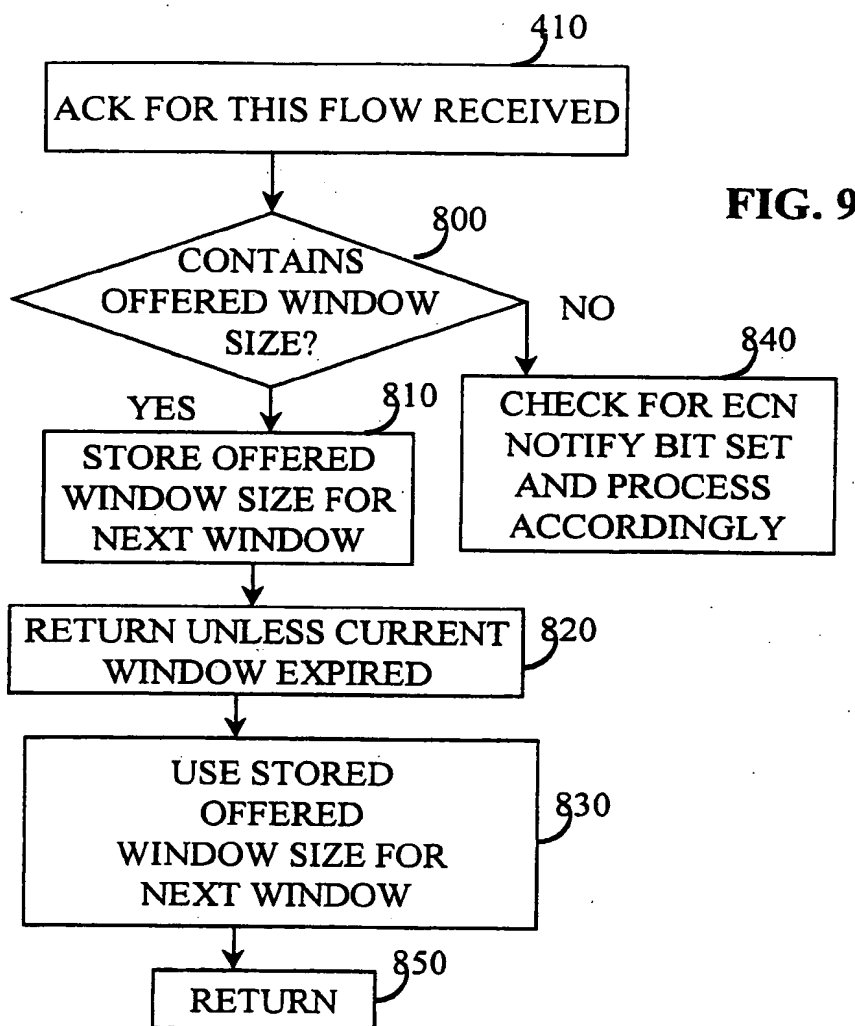 410
ACK FOR THIS FLOW RECEIVED
FIG. 9
800
CONTAINS
OFFERED WINDOW
SIZE?
NO
840
YES
810
CHECK FOR ECN
NOTIFY BIT SET
AND PROCESS
ACCORDINGLY
STORE OFFERED
WINDOW SIZE FOR
NEXT WINDOW
RETURN UNLESS CURRENT
WINDOW EXPIRED
820
USE STORED
OFFERED
WINDOW SIZE FOR
NEXT WINDOW
830
850
RETURN